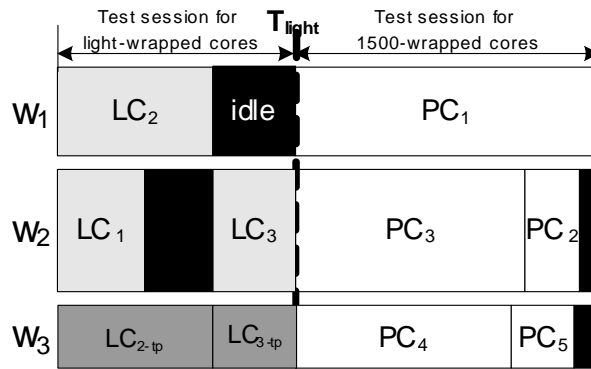 Test session for
light-wrapped cores
T light
Test session for
1500-wrapped cores
W1
LC2
idle
PC1
W2
LC1
LC3
PC3
PC2
W3
LC2-tp
LC3-tp
PC4
PC5